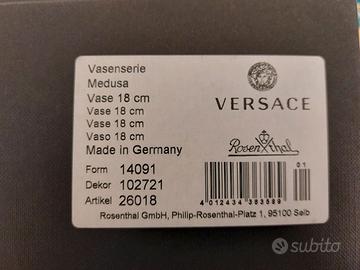 Vasenserie
Medusa
Vase 18 cm
Vase 18 cm
Vase 18 cm
Vaso 18 cm
Made in Germany
Form 14091
Dekor 102721
Artikel 26018
VERSACE
Rosenthal
01
4 012434 383589
Rosenthal GmbH, Philip-Rosenthal-Platz 1, 95100 Selb
subito